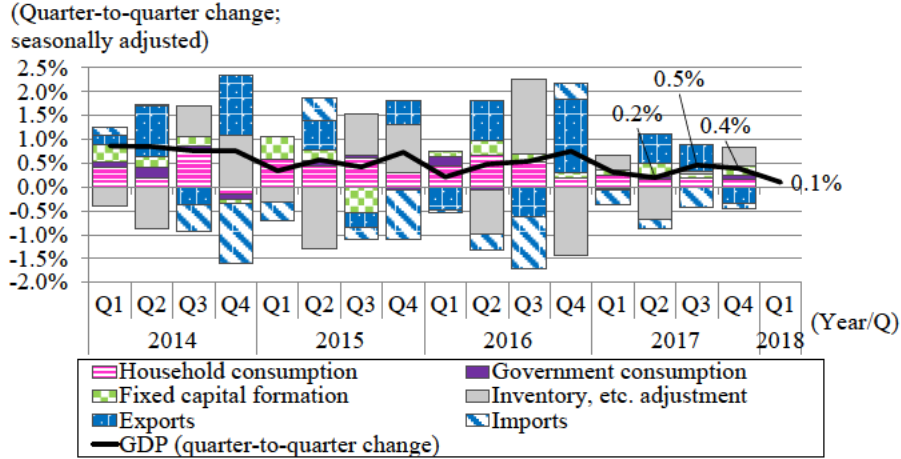 (Quarter-to-quarter change;
seasonally adjusted)
2.5%
2.0%
1.5%
1.0%
0.5%
0.0%
-0.5%
-1.0%
-1.5%
-2.0%
0.5%
0.2%
0.4%
0.1%
Q1 Q2 Q3 Q4 Q1 Q2 Q3 Q4 Q1 Q2 Q3 Q4 Q1 Q2 Q3 Q4 Q1
2014 2015 2016 2017 2018
(Year/Q)
Household consumption Government consumption
Fixed capital formation Inventory, etc. adjustment
Exports Imports
GDP (quarter-to-quarter change)